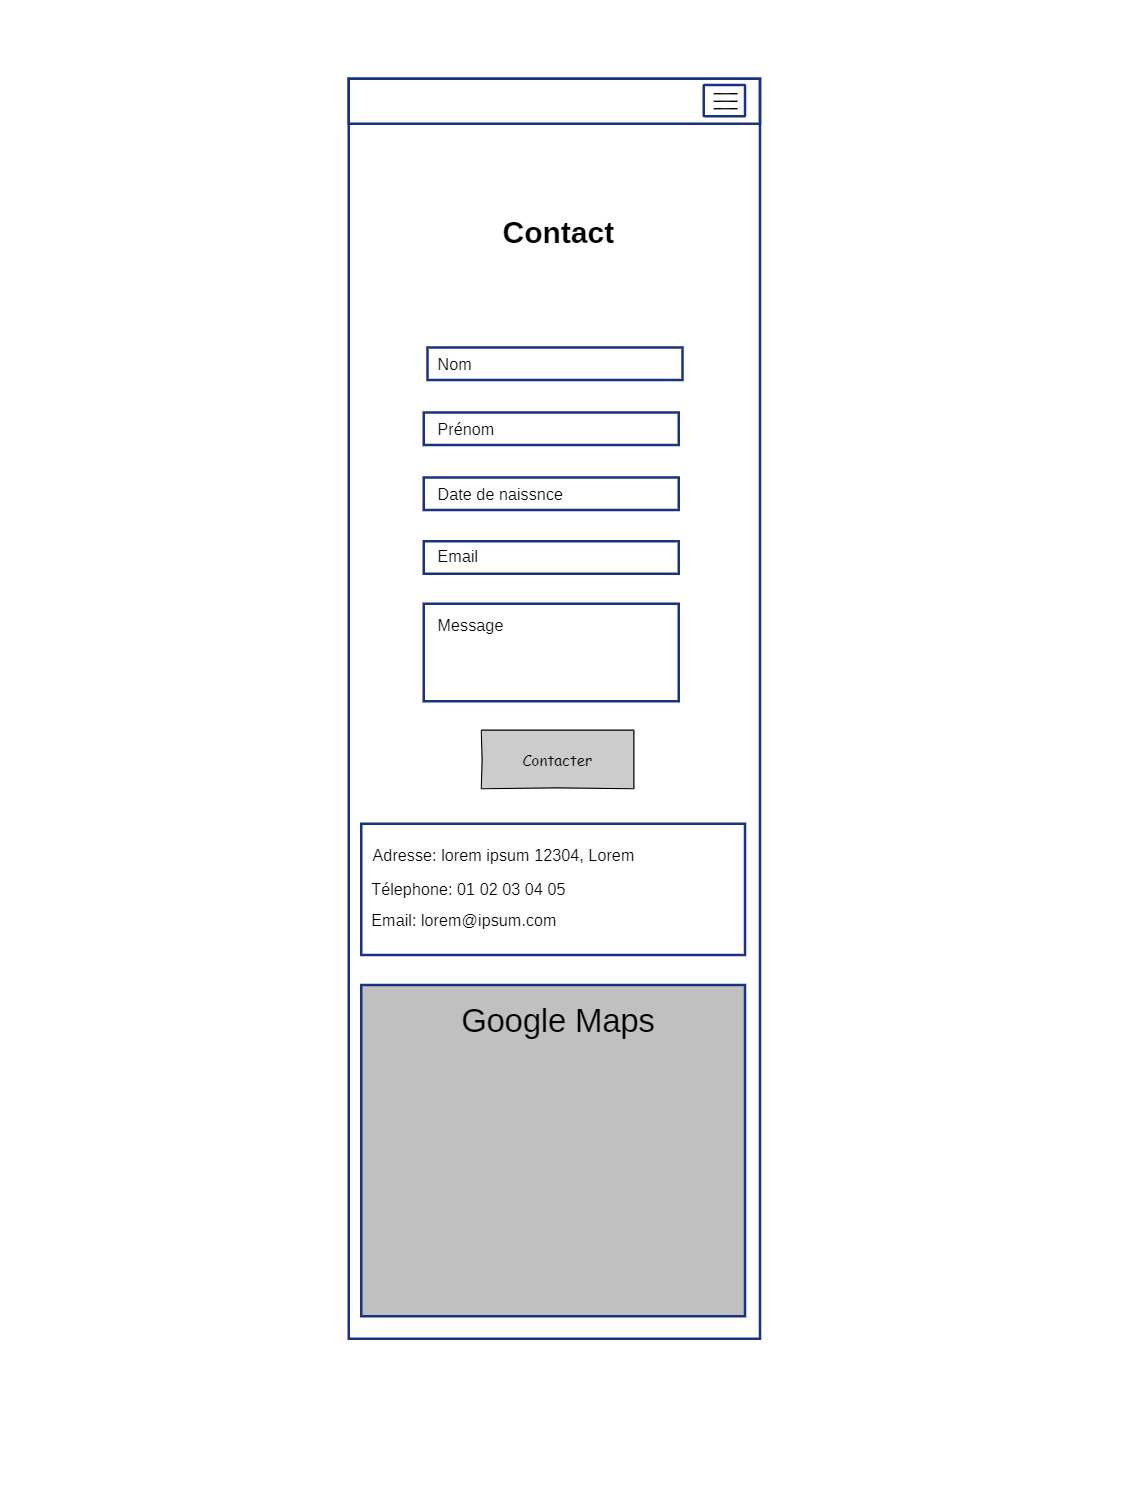 Contact
Nom
Prénom
Date de naissnce
Email
Message
Contacter
Adresse: lorem ipsum 12304, Lorem
Télephone: 01 02 03 04 05
Email: lorem@ipsum.com
Google Maps